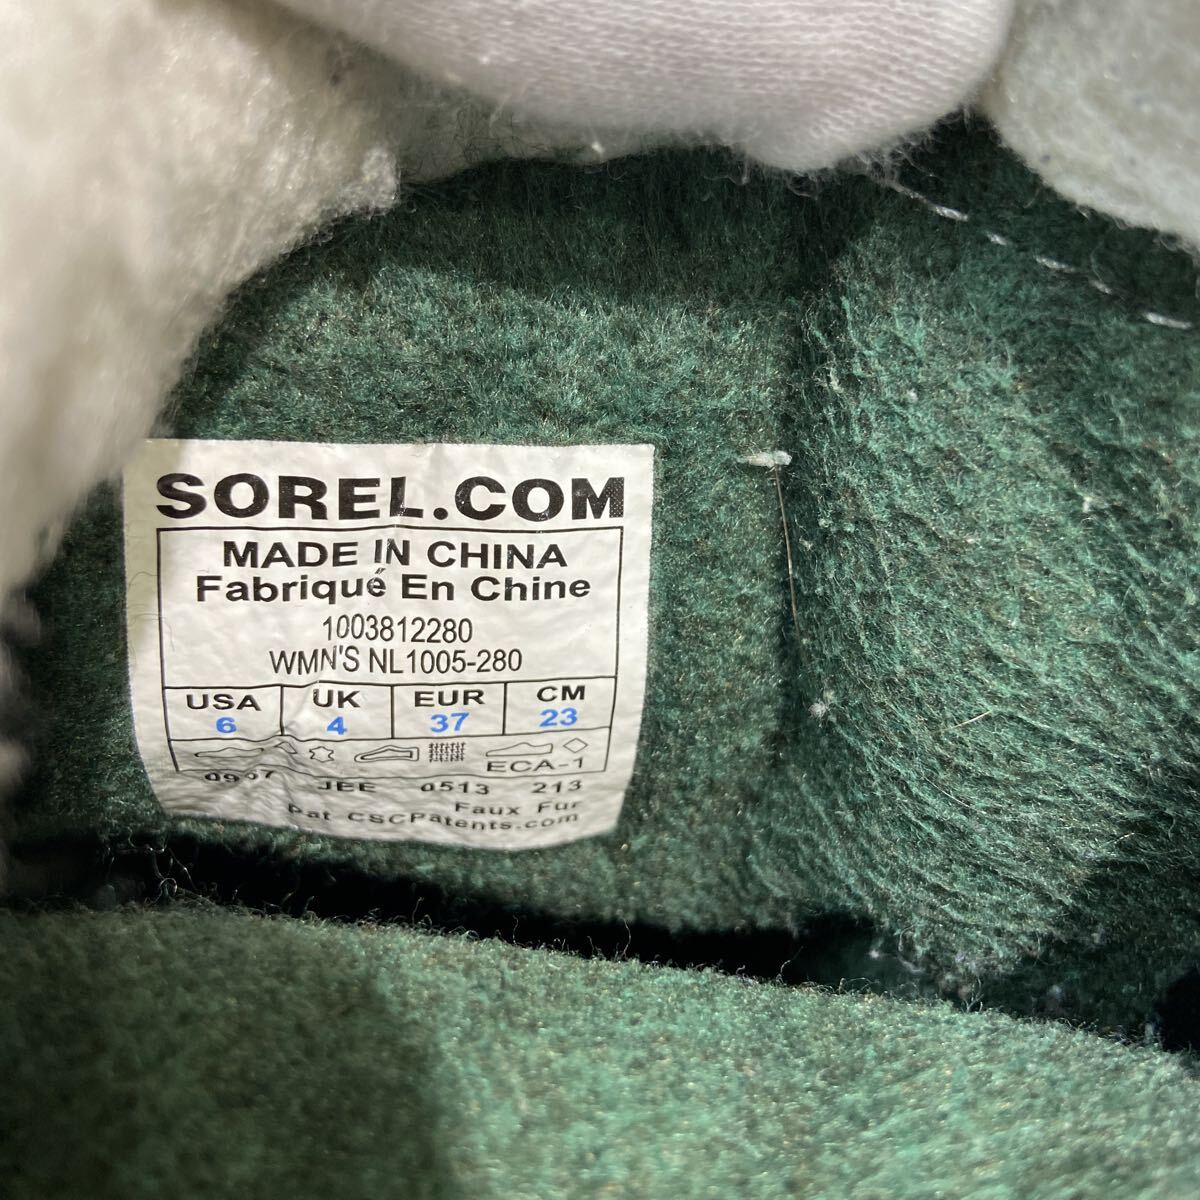 SOREL.COM
MADE IN CHINA
Fabriqué En Chine
1003812280
WMN'S NL1005-280
USA UK EUR CM
6 4 37 23
ECA-1
JEE 0513 213
Faux Fur
Pat CSCPatents.com